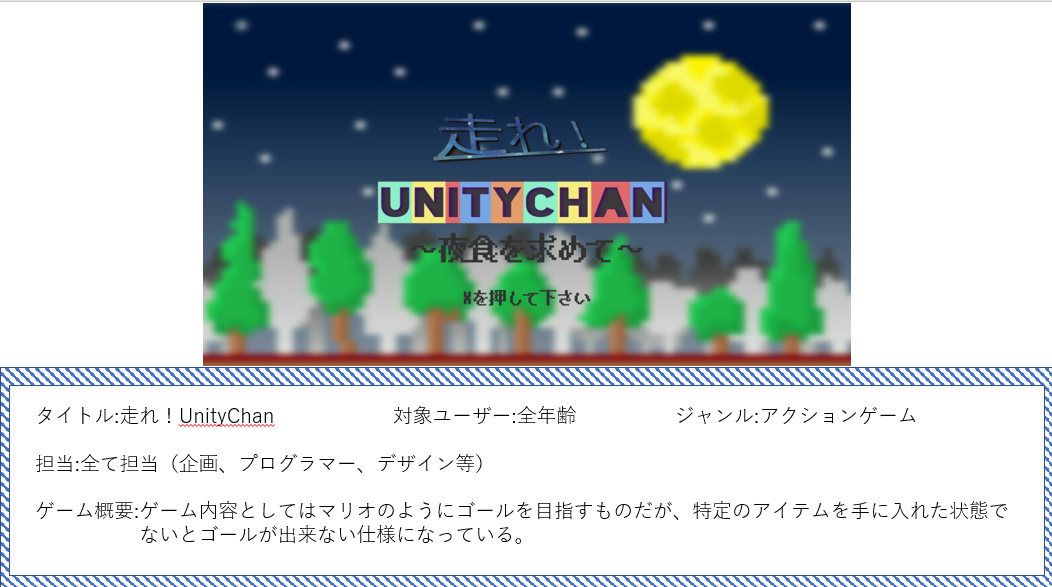 走れ！
UNITYCHAN
～夜食を求めて～
Xを押して下さい
タイトル:走れ！UnityChan 対象ユーザー:全年齢 ジャンル:アクションゲーム
担当:全て担当（企画、プログラマー、デザイン等）
ゲーム概要:ゲーム内容としてはマリオのようにゴールを目指すものだが、特定のアイテムを手に入れた状態で
ないとゴールが出来ない仕様になっている。